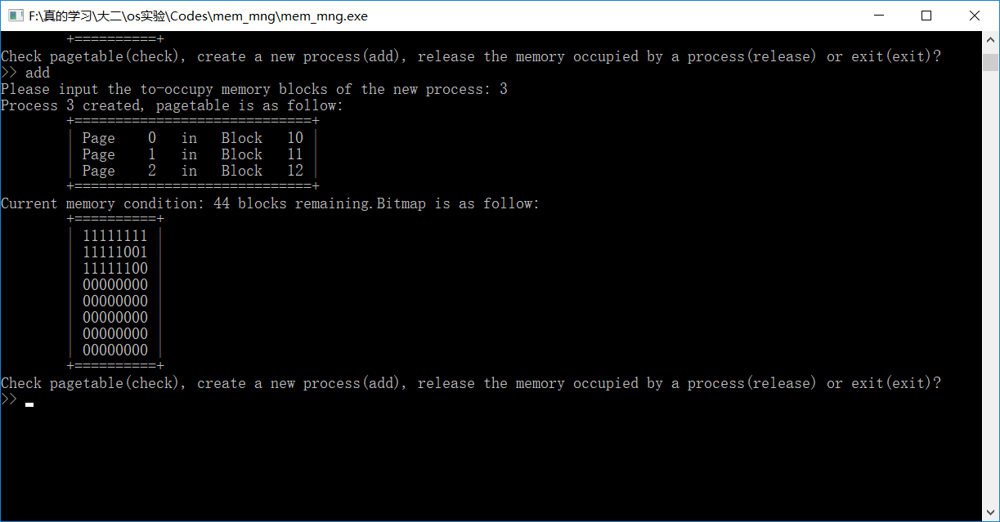 F:\真的学习\大二\os实验\Codes\mem_mng\mem_mng.exe
+==========+
Check pagetable(check), create a new process(add), release the memory occupied by a process(release) or exit(exit)?
>> add
Please input the to-occupy memory blocks of the new process: 3
Process 3 created, pagetable is as follow:
+=============================+
| Page    0   in   Block   10 |
| Page    1   in   Block   11 |
| Page    2   in   Block   12 |
+=============================+
Current memory condition: 44 blocks remaining.Bitmap is as follow:
+==========+
| 11111111 |
| 11111001 |
| 11111100 |
| 00000000 |
| 00000000 |
| 00000000 |
| 00000000 |
| 00000000 |
+==========+
Check pagetable(check), create a new process(add), release the memory occupied by a process(release) or exit(exit)?
>>